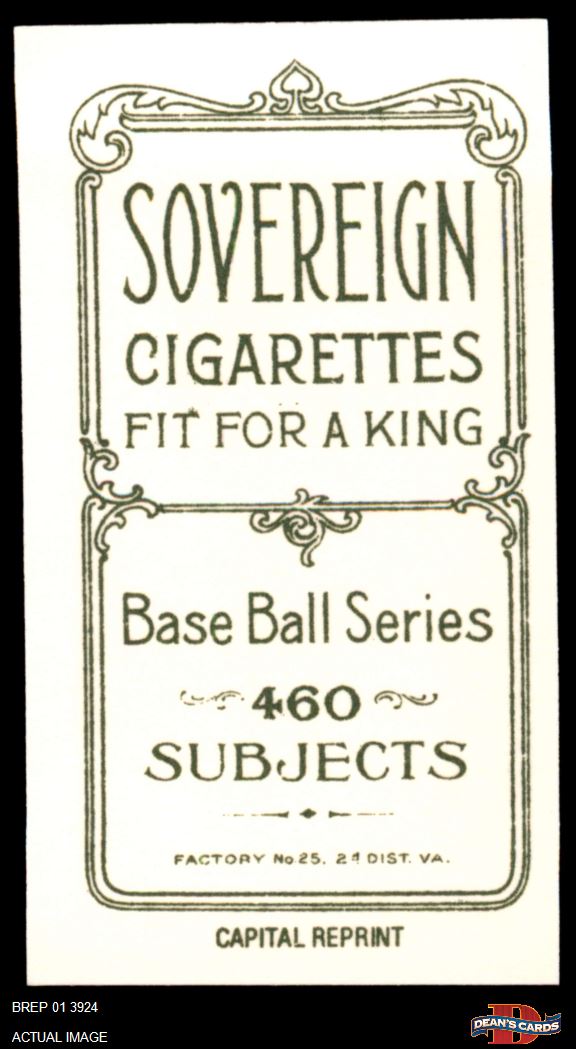 SOVEREIGN
CIGARETTES
FIT FOR A KING
Base Ball Series
460
SUBJECTS
FACTORY No.25. 2d DIST. VA.
CAPITAL REPRINT
BREP 01 3924
ACTUAL IMAGE
D
DEAN'S CARDS